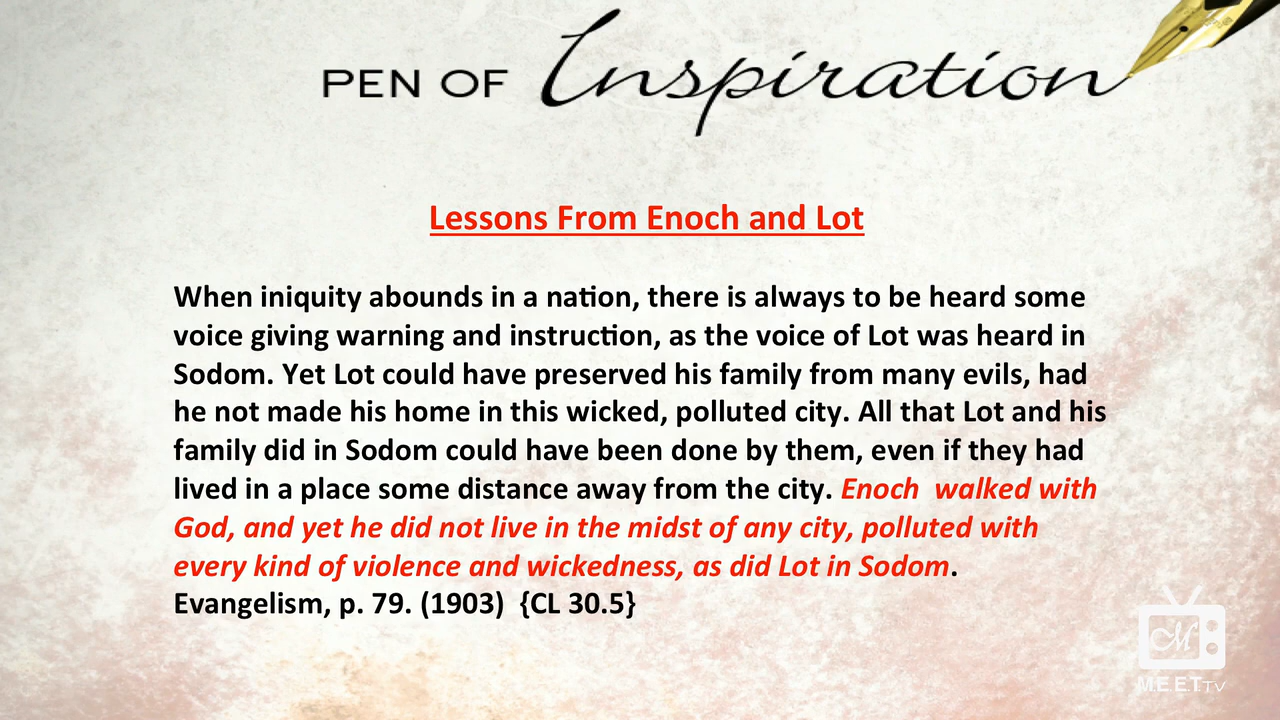 PEN OF Inspiration
Lessons From Enoch and Lot
When iniquity abounds in a nation, there is always to be heard some
voice giving warning and instruction, as the voice of Lot was heard in
Sodom. Yet Lot could have preserved his family from many evils, had
he not made his home in this wicked, polluted city. All that Lot and his
family did in Sodom could have been done by them, even if they had
lived in a place some distance away from the city. Enoch  walked with
God, and yet he did not live in the midst of any city, polluted with
every kind of violence and wickedness, as did Lot in Sodom.
Evangelism, p. 79. (1903)  {CL 30.5}
M
M.E.E.T.TV